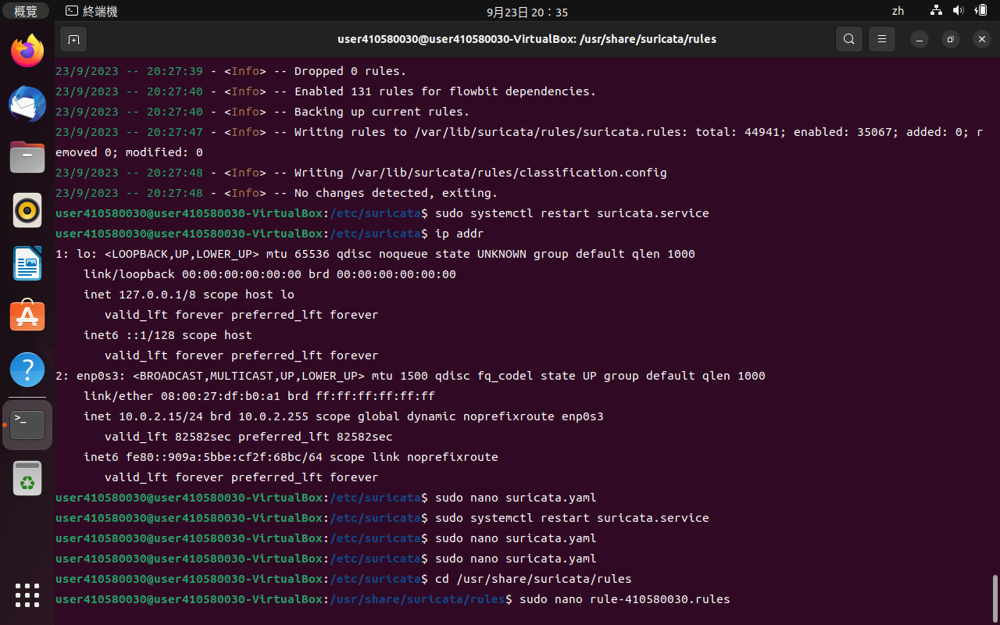 概覽
終端機
9月23日 20：35
zh
user410580030@user410580030-VirtualBox: /usr/share/suricata/rules
23/9/2023 -- 20:27:39 - <Info> -- Dropped 0 rules.
23/9/2023 -- 20:27:40 - <Info> -- Enabled 131 rules for flowbit dependencies.
23/9/2023 -- 20:27:40 - <Info> -- Backing up current rules.
23/9/2023 -- 20:27:47 - <Info> -- Writing rules to /var/lib/suricata/rules/suricata.rules: total: 44941; enabled: 35067; added: 0; r
emoved 0; modified: 0
23/9/2023 -- 20:27:48 - <Info> -- Writing /var/lib/suricata/rules/classification.config
23/9/2023 -- 20:27:48 - <Info> -- No changes detected, exiting.
user410580030@user410580030-VirtualBox:/etc/suricata$ sudo systemctl restart suricata.service
user410580030@user410580030-VirtualBox:/etc/suricata$ ip addr
1: lo: <LOOPBACK,UP,LOWER_UP> mtu 65536 qdisc noqueue state UNKNOWN group default qlen 1000
    link/loopback 00:00:00:00:00:00 brd 00:00:00:00:00:00
    inet 127.0.0.1/8 scope host lo
       valid_lft forever preferred_lft forever
    inet6 ::1/128 scope host
       valid_lft forever preferred_lft forever
2: enp0s3: <BROADCAST,MULTICAST,UP,LOWER_UP> mtu 1500 qdisc fq_codel state UP group default qlen 1000
    link/ether 08:00:27:df:b0:a1 brd ff:ff:ff:ff:ff:ff
    inet 10.0.2.15/24 brd 10.0.2.255 scope global dynamic noprefixroute enp0s3
       valid_lft 82582sec preferred_lft 82582sec
    inet6 fe80::909a:5bbe:cf2f:68bc/64 scope link noprefixroute
       valid_lft forever preferred_lft forever
user410580030@user410580030-VirtualBox:/etc/suricata$ sudo nano suricata.yaml
user410580030@user410580030-VirtualBox:/etc/suricata$ sudo systemctl restart suricata.service
user410580030@user410580030-VirtualBox:/etc/suricata$ sudo nano suricata.yaml
user410580030@user410580030-VirtualBox:/etc/suricata$ sudo nano suricata.yaml
user410580030@user410580030-VirtualBox:/etc/suricata$ cd /usr/share/suricata/rules
user410580030@user410580030-VirtualBox:/usr/share/suricata/rules$ sudo nano rule-410580030.rules